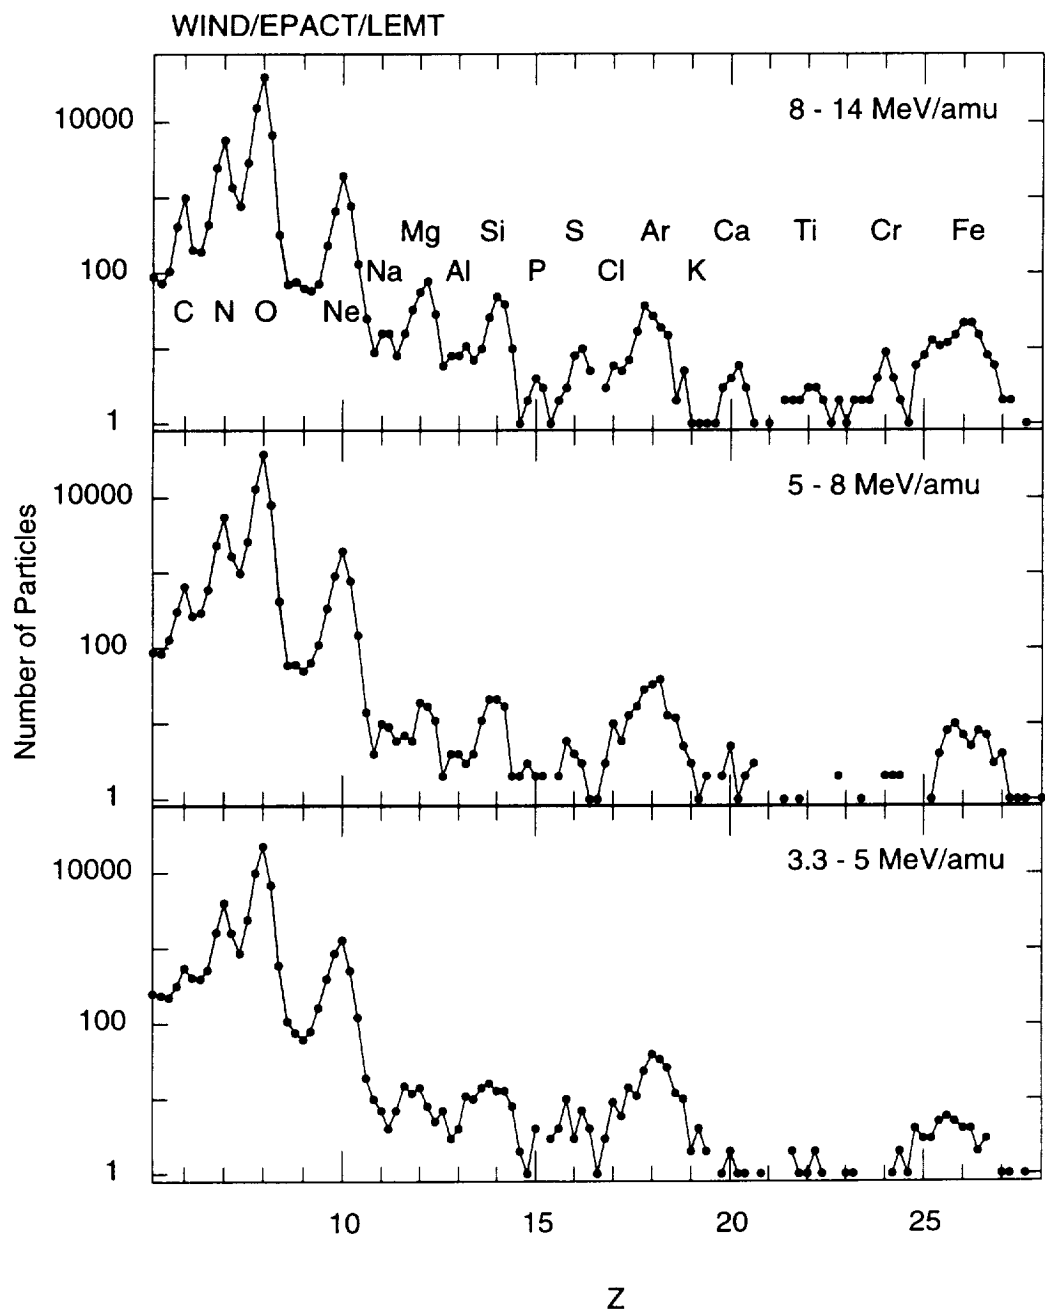 WIND/EPACT/LEMT
8 - 14 MeV/amu
10000
Mg Si S Ar Ca Ti Cr Fe
100
Na Al P Cl K
C N O Ne
1
5 - 8 MeV/amu
10000
Number of Particles
100
1
3.3 - 5 MeV/amu
10000
100
1
10 15 20 25
Z